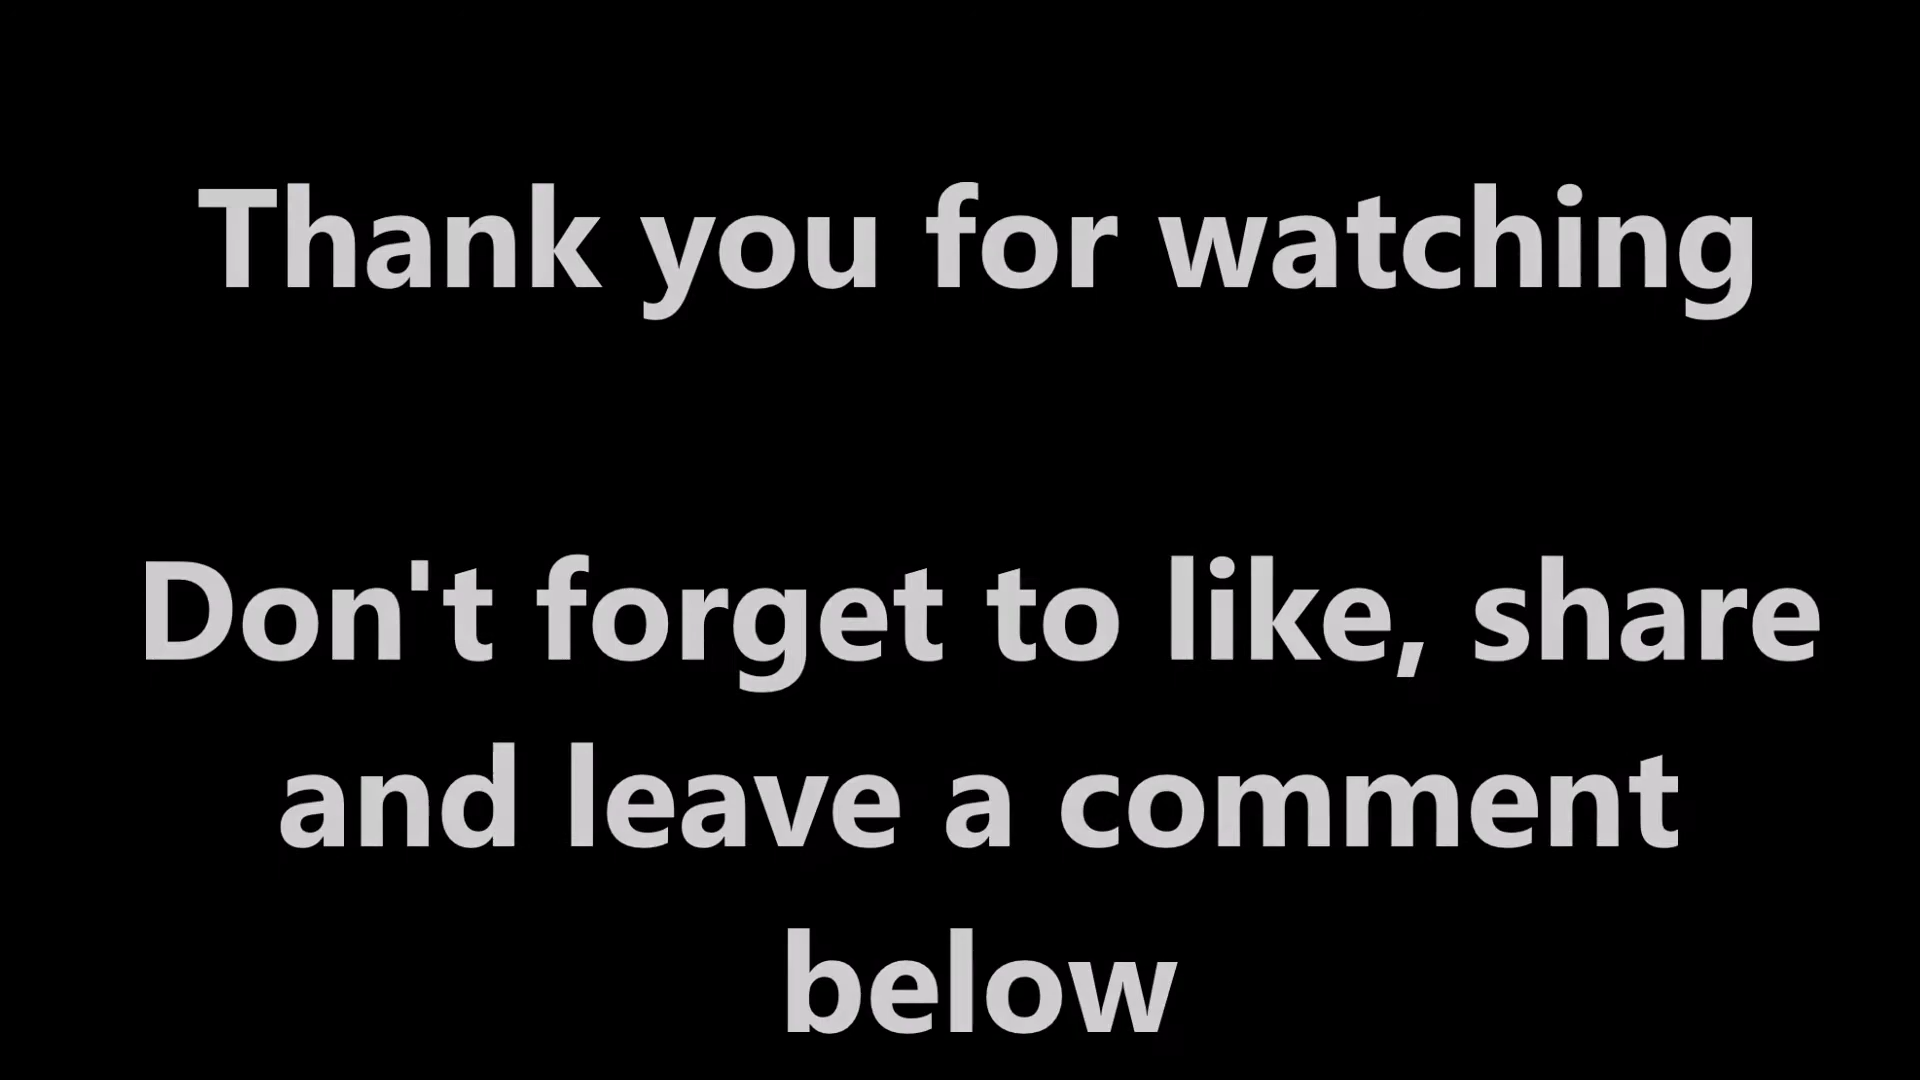 Thank you for watching
Don't forget to like, share
and leave a comment
below